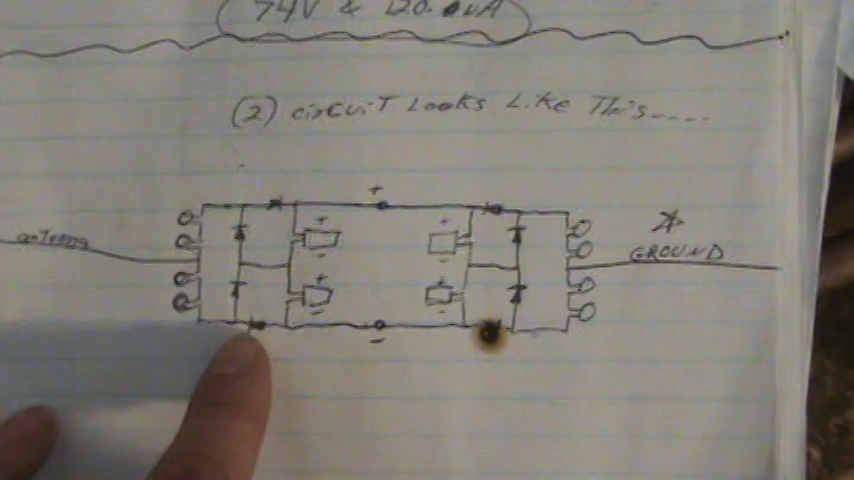 74V & 120.0uA
(2) circuit Looks Like This....
+
antenna
+
+
GROUND
-
-
+
+
-
-
-